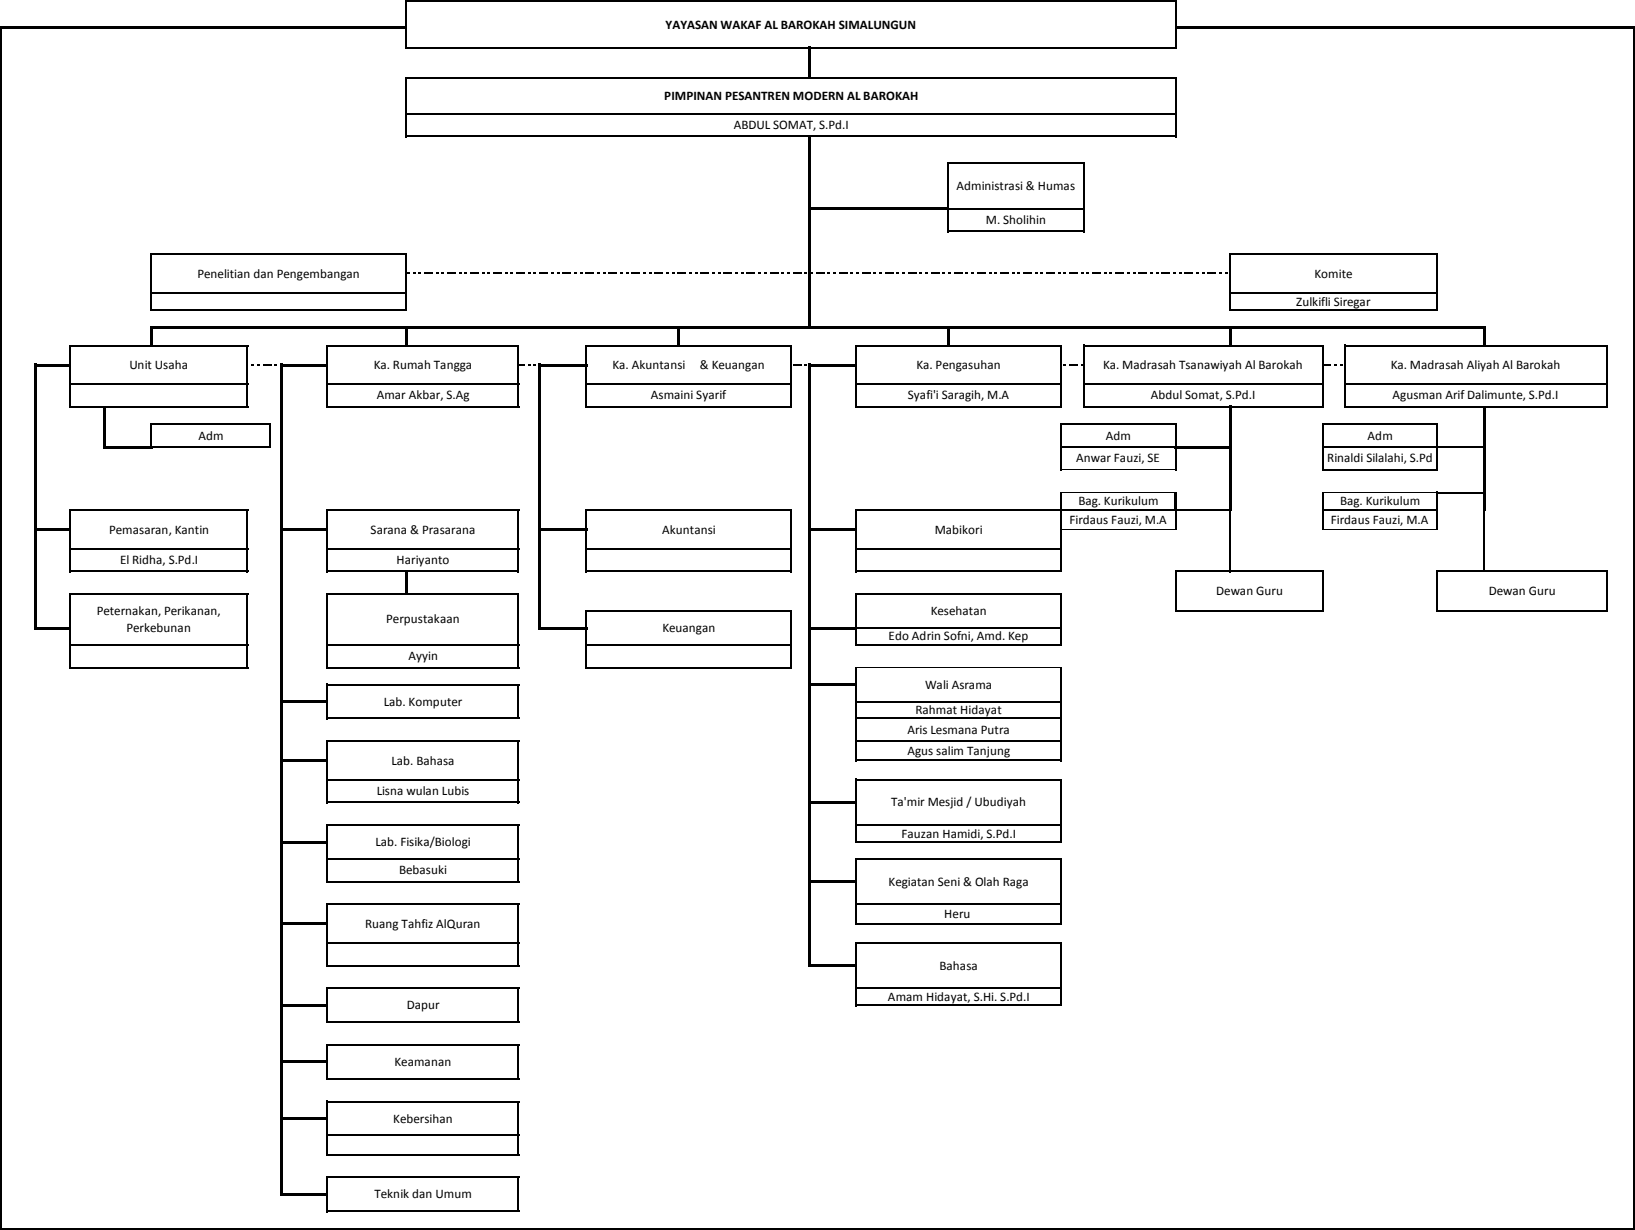 YAYASAN WAKAF AL BAROKAH SIMALUNGUN
PIMPINAN PESANTREN MODERN AL BAROKAH
ABDUL SOMAT, S.Pd.I
Administrasi & Humas
M. Sholihin
Penelitian dan Pengembangan
Komite
Zulkifli Siregar
Unit Usaha
Ka. Rumah Tangga
Amar Akbar, S.Ag
Ka. Akuntansi & Keuangan
Asmaini Syarif
Ka. Pengasuhan
Syafi'i Saragih, M.A
Ka. Madrasah Tsanawiyah Al Barokah
Abdul Somat, S.Pd.I
Ka. Madrasah Aliyah Al Barokah
Agusman Arif Dalimunte, S.Pd.I
Adm
Adm
Anwar Fauzi, SE
Adm
Rinaldi Silalahi, S.Pd
Bag. Kurikulum
Firdaus Fauzi, M.A
Bag. Kurikulum
Firdaus Fauzi, M.A
Pemasaran, Kantin
El Ridha, S.Pd.I
Sarana & Prasarana
Hariyanto
Akuntansi
Mabikori
Dewan Guru
Dewan Guru
Peternakan, Perikanan,
Perkebunan
Perpustakaan
Ayyin
Keuangan
Kesehatan
Edo Adrin Sofni, Amd. Kep
Lab. Komputer
Wali Asrama
Rahmat Hidayat
Aris Lesmana Putra
Agus salim Tanjung
Lab. Bahasa
Lisna wulan Lubis
Ta'mir Mesjid / Ubudiyah
Fauzan Hamidi, S.Pd.I
Lab. Fisika/Biologi
Bebasuki
Kegiatan Seni & Olah Raga
Heru
Ruang Tahfiz AlQuran
Bahasa
Amam Hidayat, S.Hi. S.Pd.I
Dapur
Keamanan
Kebersihan
Teknik dan Umum